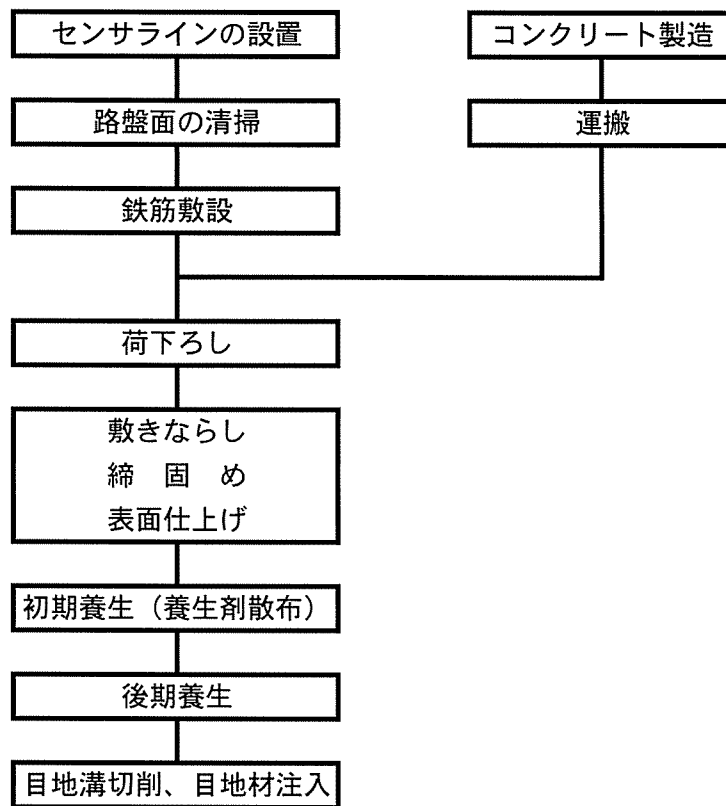 センサラインの設置
コンクリート製造
路盤面の清掃
運搬
鉄筋敷設
荷下ろし
敷きならし
締　固　め
表面仕上げ
初期養生（養生剤散布）
後期養生
目地溝切削、目地材注入